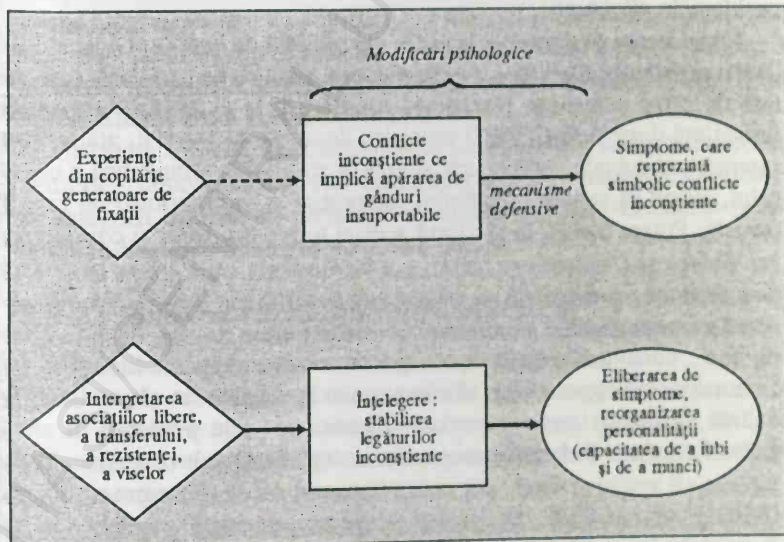 Modificări psihologice
Experiențe
din copilărie
generatoare de
fixații
Conflicte
inconștiente ce
implică apărarea de
gânduri
insuportabile
mecanisme
defensive
Simptome, care
reprezintă
simbolic conflicte
inconștiente
Interpretarea
asociațiilor libere,
a transferului,
a rezistenței,
a viselor
Înțelegere :
stabilirea
legăturilor
inconștiente
Eliberarea de
simptome,
reorganizarea
personalității
(capacitatea de a iubi
și de a munci)